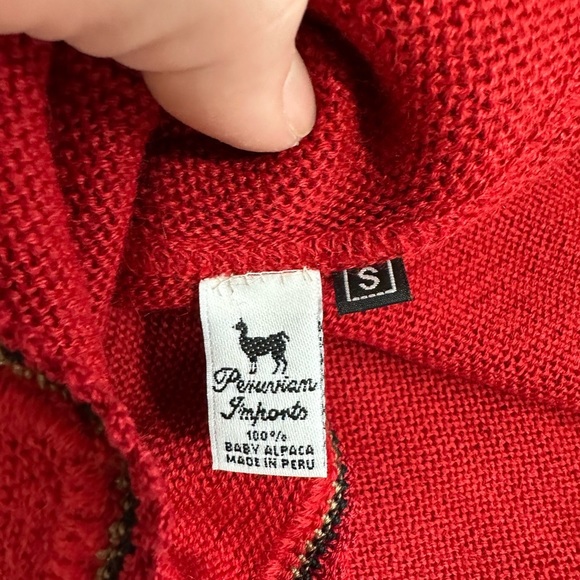 S
Peruvian
Imports
100%
BABY ALPACA
MADE IN PERU